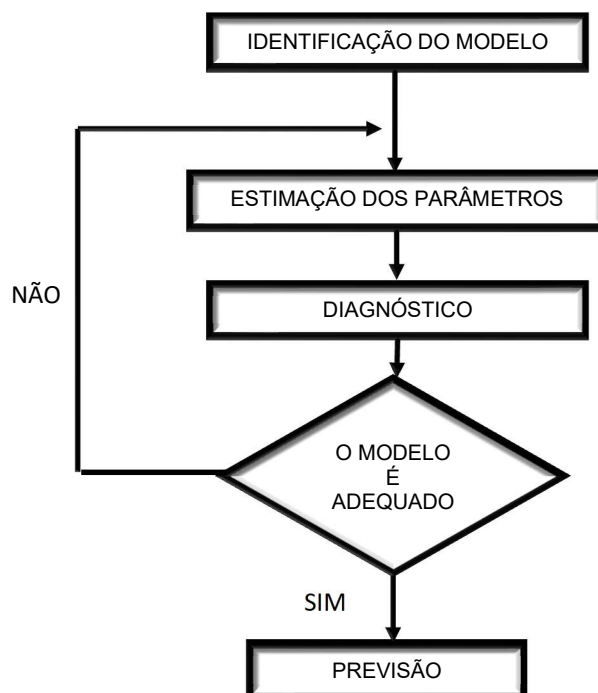 IDENTIFICAÇÃO DO MODELO
ESTIMAÇÃO DOS PARÂMETROS
NÃO
DIAGNÓSTICO
O MODELO
É
ADEQUADO
SIM
PREVISÃO